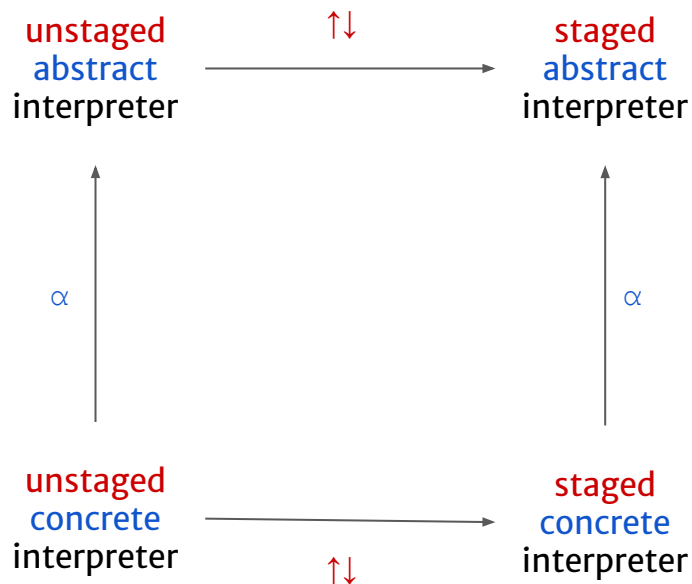 ↑↓
unstaged
abstract
interpreter
staged
abstract
interpreter
α
α
unstaged
concrete
interpreter
staged
concrete
interpreter
↑↓